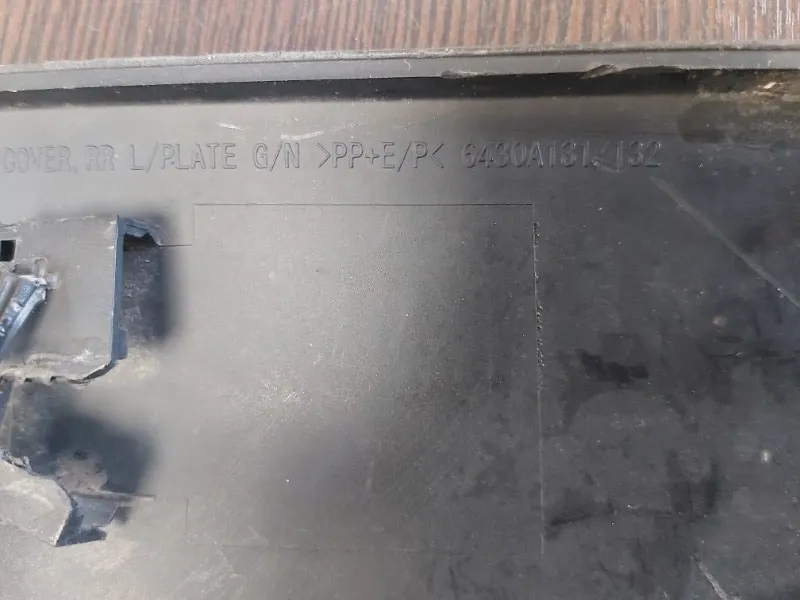 COVER, RR L/PLATE G/N >PP+E/P< 6430A131/132